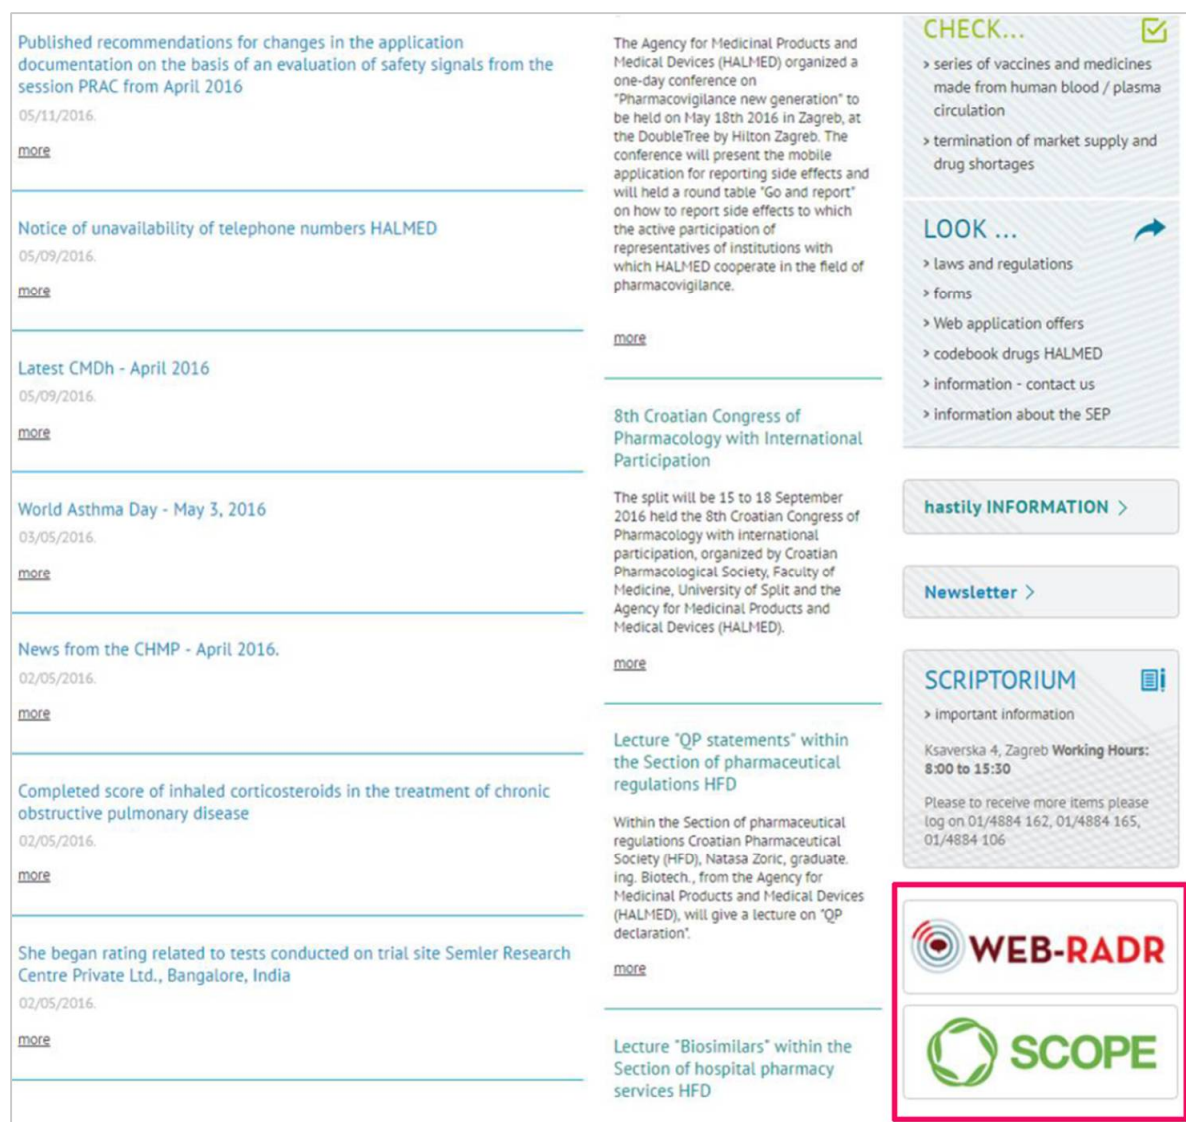 Published recommendations for changes in the application
documentation on the basis of an evaluation of safety signals from the
session PRAC from April 2016
05/11/2016.
more
Notice of unavailability of telephone numbers HALMED
05/09/2016.
more
Latest CMDh - April 2016
05/09/2016.
more
World Asthma Day - May 3, 2016
03/05/2016.
more
News from the CHMP - April 2016.
02/05/2016.
more
Completed score of inhaled corticosteroids in the treatment of chronic
obstructive pulmonary disease
02/05/2016.
more
She began rating related to tests conducted on trial site Semler Research
Centre Private Ltd., Bangalore, India
02/05/2016.
more
The Agency for Medicinal Products and
Medical Devices (HALMED) organized a
one-day conference on
"Pharmacovigilance new generation" to
be held on May 18th 2016 in Zagreb, at
the DoubleTree by Hilton Zagreb. The
conference will present the mobile
application for reporting side effects and
will held a round table "Go and report"
on how to report side effects to which
the active participation of
representatives of institutions with
which HALMED cooperate in the field of
pharmacovigilance.
more
8th Croatian Congress of
Pharmacology with International
Participation
The split will be 15 to 18 September
2016 held the 8th Croatian Congress of
Pharmacology with international
participation, organized by Croatian
Pharmacological Society, Faculty of
Medicine, University of Split and the
Agency for Medicinal Products and
Medical Devices (HALMED).
more
Lecture "QP statements" within
the Section of pharmaceutical
regulations HFD
Within the Section of pharmaceutical
regulations Croatian Pharmaceutical
Society (HFD), Natasa Zoric, graduate.
ing. Biotech., from the Agency for
Medicinal Products and Medical Devices
(HALMED), will give a lecture on "QP
declaration".
more
Lecture "Biosimilars" within the
Section of hospital pharmacy
services HFD
CHECK...
> series of vaccines and medicines
made from human blood / plasma
circulation
> termination of market supply and
drug shortages
LOOK ...
> laws and regulations
> forms
> Web application offers
> codebook drugs HALMED
> information - contact us
> information about the SEP
hastily INFORMATION >
Newsletter >
SCRIPTORIUM
> important information
Ksaverska 4, Zagreb Working Hours:
8:00 to 15:30
Please to receive more items please
log on 01/4884 162, 01/4884 165,
01/4884 106
WEB-RADR
SCOPE